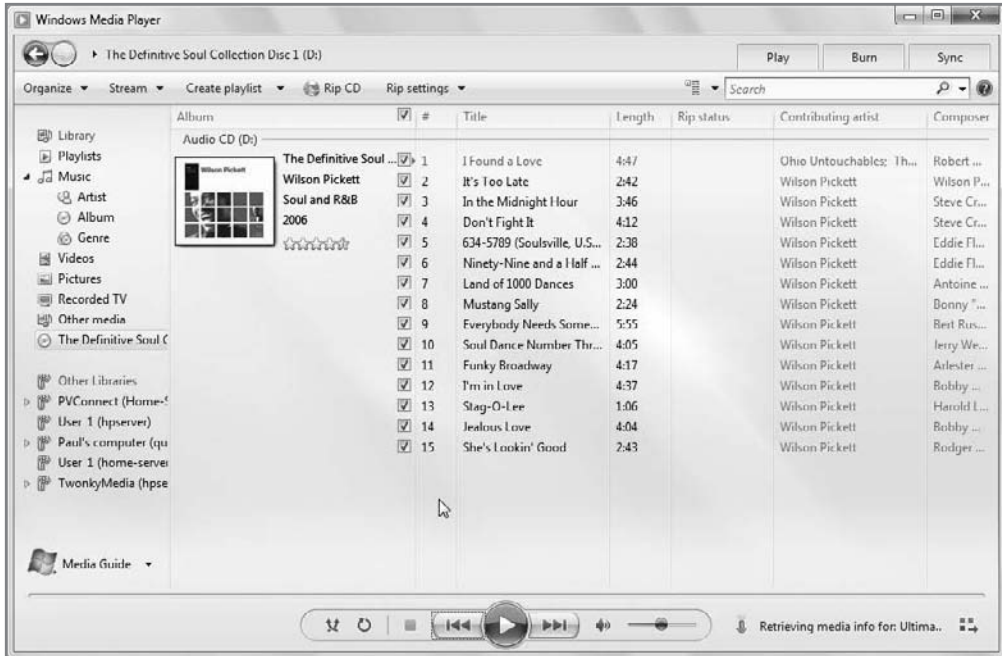 Windows Media Player
The Definitive Soul Collection Disc 1 (D:)
Play Burn Sync
Organize Stream Create playlist Rip CD Rip settings Search
Album # Title Length Rip status Contributing artist Composer
Library
Playlists
Music
Artist
Album
Genre
Videos
Pictures
Recorded TV
Other media
The Definitive Soul C
Other Libraries
PVConnect (Home-S
User 1 (hpserver)
Paul's computer (qu
User 1 (home-server
TwonkyMedia (hpse
Media Guide
Audio CD (D:)
Wilson Pickett
The Definitive Soul ...
Wilson Pickett
Soul and R&B
2006
1 I Found a Love 4:47 Ohio Untouchables; Th... Robert ...
2 It's Too Late 2:42 Wilson Pickett Wilson P...
3 In the Midnight Hour 3:46 Wilson Pickett Steve Cr...
4 Don't Fight It 4:12 Wilson Pickett Steve Cr...
5 634-5789 (Soulsville, U.S... 2:38 Wilson Pickett Eddie Fl...
6 Ninety-Nine and a Half ... 2:44 Wilson Pickett Eddie Fl...
7 Land of 1000 Dances 3:00 Wilson Pickett Antoine ...
8 Mustang Sally 2:24 Wilson Pickett Bonny "...
9 Everybody Needs Some... 5:55 Wilson Pickett Bert Rus...
10 Soul Dance Number Thr... 4:05 Wilson Pickett Jerry We...
11 Funky Broadway 4:17 Wilson Pickett Arlester ...
12 I'm in Love 4:37 Wilson Pickett Bobby ...
13 Stag-O-Lee 1:06 Wilson Pickett Harold L...
14 Jealous Love 4:04 Wilson Pickett Bobby ...
15 She's Lookin' Good 2:43 Wilson Pickett Rodger ...
Retrieving media info for: Ultima..